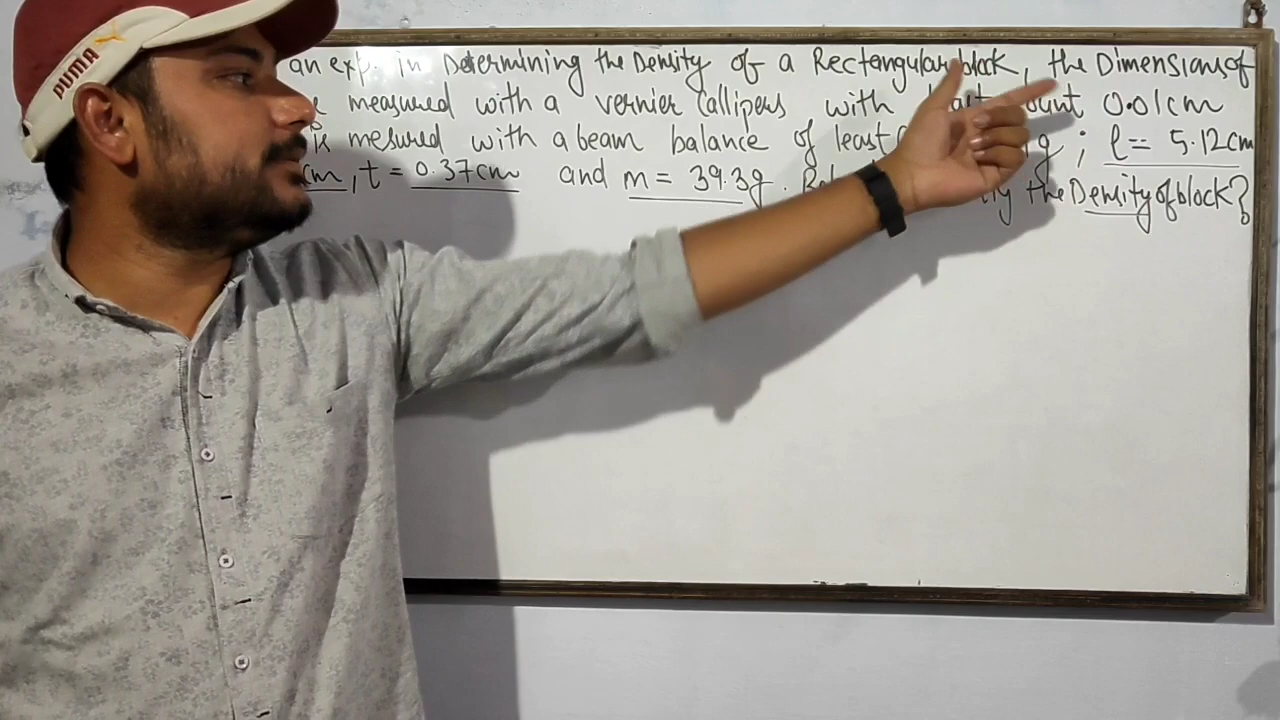 PUMA
an exp. in Determining the Density of a Rectangular block, the Dimensions of
measured with a vernier Callipers with least count 0.01cm
is mesured with a beam balance of least g ; l = 5.12cm
cm, t = 0.37cm and m = 39.3g . the Density of block?